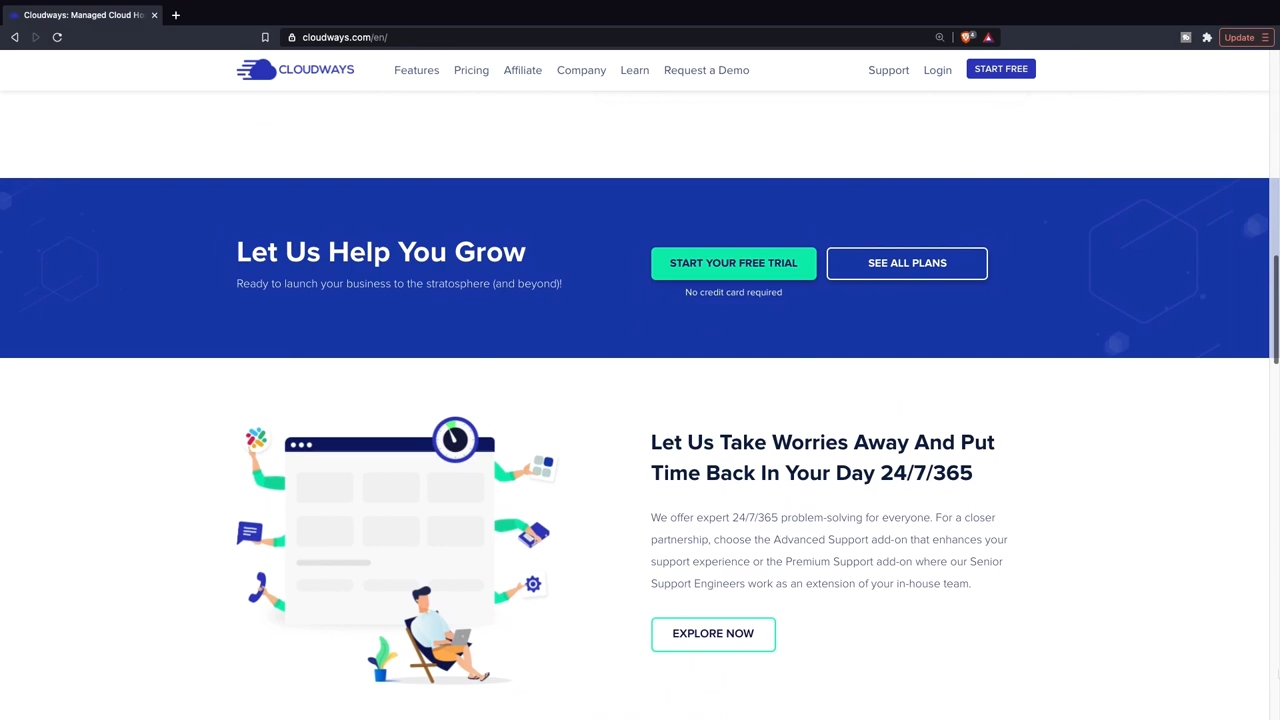 Cloudways: Managed Cloud Ho
cloudways.com/en/
4
Update
CLOUDWAYS
Features
Pricing
Affiliate
Company
Learn
Request a Demo
Support
Login
START FREE
Let Us Help You Grow
Ready to launch your business to the stratosphere (and beyond)!
START YOUR FREE TRIAL
No credit card required
SEE ALL PLANS
Let Us Take Worries Away And Put
Time Back In Your Day 24/7/365
We offer expert 24/7/365 problem-solving for everyone. For a closer
partnership, choose the Advanced Support add-on that enhances your
support experience or the Premium Support add-on where our Senior
Support Engineers work as an extension of your in-house team.
EXPLORE NOW